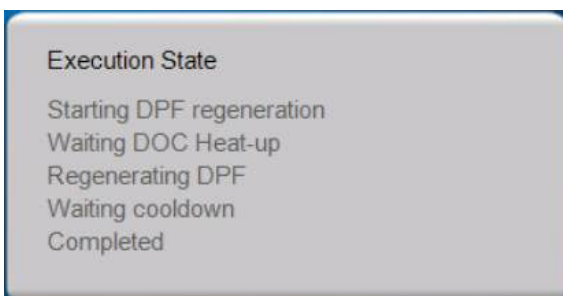 Execution State
Starting DPF regeneration
Waiting DOC Heat-up
Regenerating DPF
Waiting cooldown
Completed